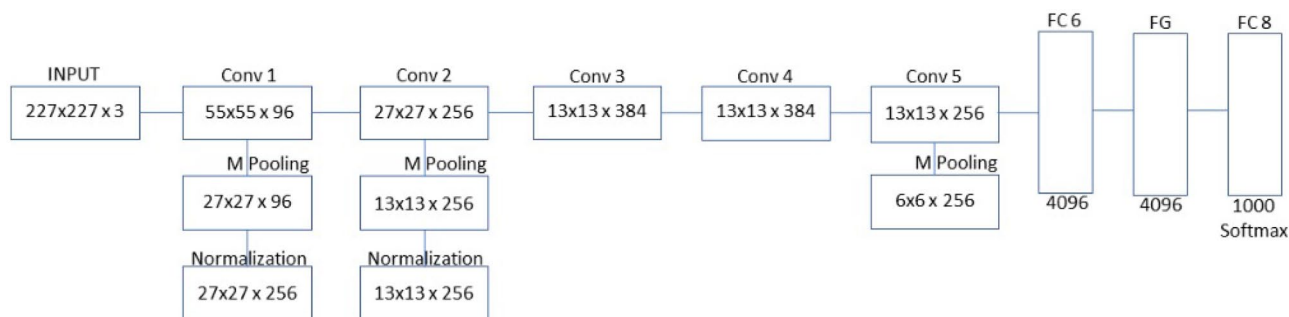 FC 6 FG FC 8
INPUT Conv 1 Conv 2 Conv 3 Conv 4 Conv 5
227x227 x 3 55x55 x 96 27x27 x 256 13x13 x 384 13x13 x 384 13x13 x 256
M Pooling M Pooling M Pooling
27x27 x 96 13x13 x 256 6x6 x 256
4096 4096 1000
Softmax
Normalization Normalization
27x27 x 256 13x13 x 256